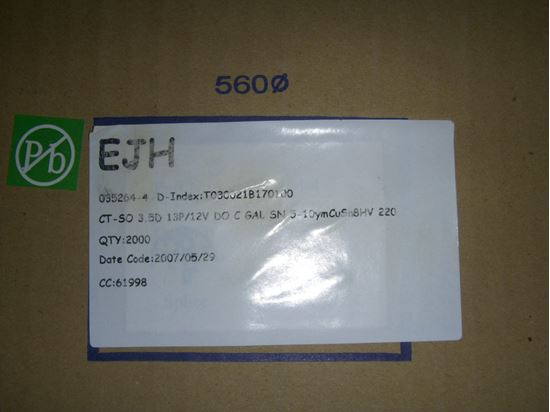 560Ø
Pb
EJH
035264-4 D-Index:T030021B170100
CT-SO 3.5D 13P/12V DO C GAL SN 5-10ymCuSn8HV 220
QTY:2000
Date Code:2007/05/29
CC:61998